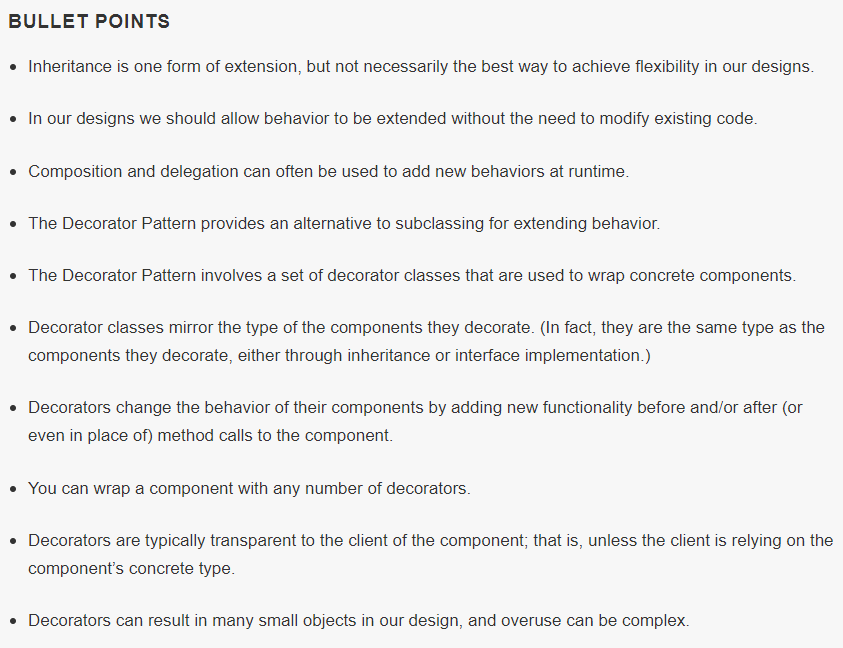 BULLET POINTS
• Inheritance is one form of extension, but not necessarily the best way to achieve flexibility in our designs.
• In our designs we should allow behavior to be extended without the need to modify existing code.
• Composition and delegation can often be used to add new behaviors at runtime.
• The Decorator Pattern provides an alternative to subclassing for extending behavior.
• The Decorator Pattern involves a set of decorator classes that are used to wrap concrete components.
• Decorator classes mirror the type of the components they decorate. (In fact, they are the same type as the
components they decorate, either through inheritance or interface implementation.)
• Decorators change the behavior of their components by adding new functionality before and/or after (or
even in place of) method calls to the component.
• You can wrap a component with any number of decorators.
• Decorators are typically transparent to the client of the component; that is, unless the client is relying on the
component’s concrete type.
• Decorators can result in many small objects in our design, and overuse can be complex.